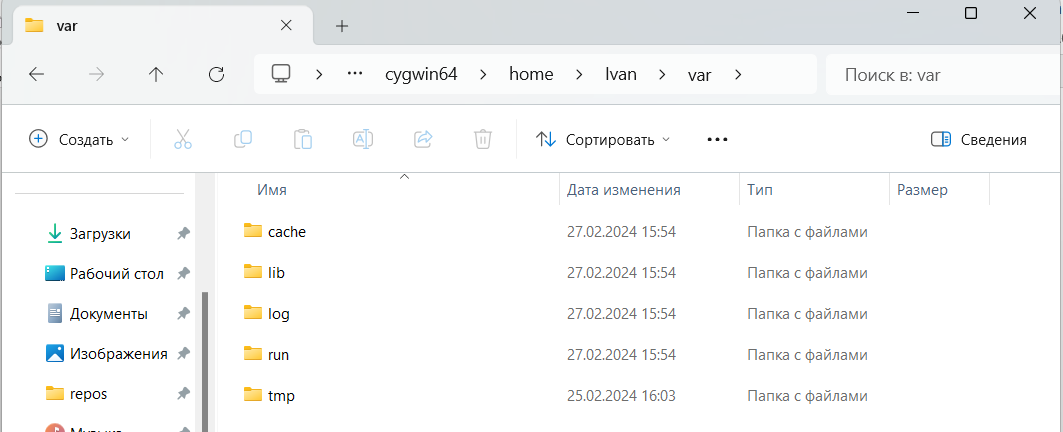 var
cygwin64 home Ivan var
Поиск в: var
Создать Сортировать Сведения
Имя Дата изменения Тип Размер
Загрузки
Рабочий стол
Документы
Изображения
repos
Музыка
cache 27.02.2024 15:54 Папка с файлами
lib 27.02.2024 15:54 Папка с файлами
log 27.02.2024 15:54 Папка с файлами
run 27.02.2024 15:54 Папка с файлами
tmp 25.02.2024 16:03 Папка с файлами